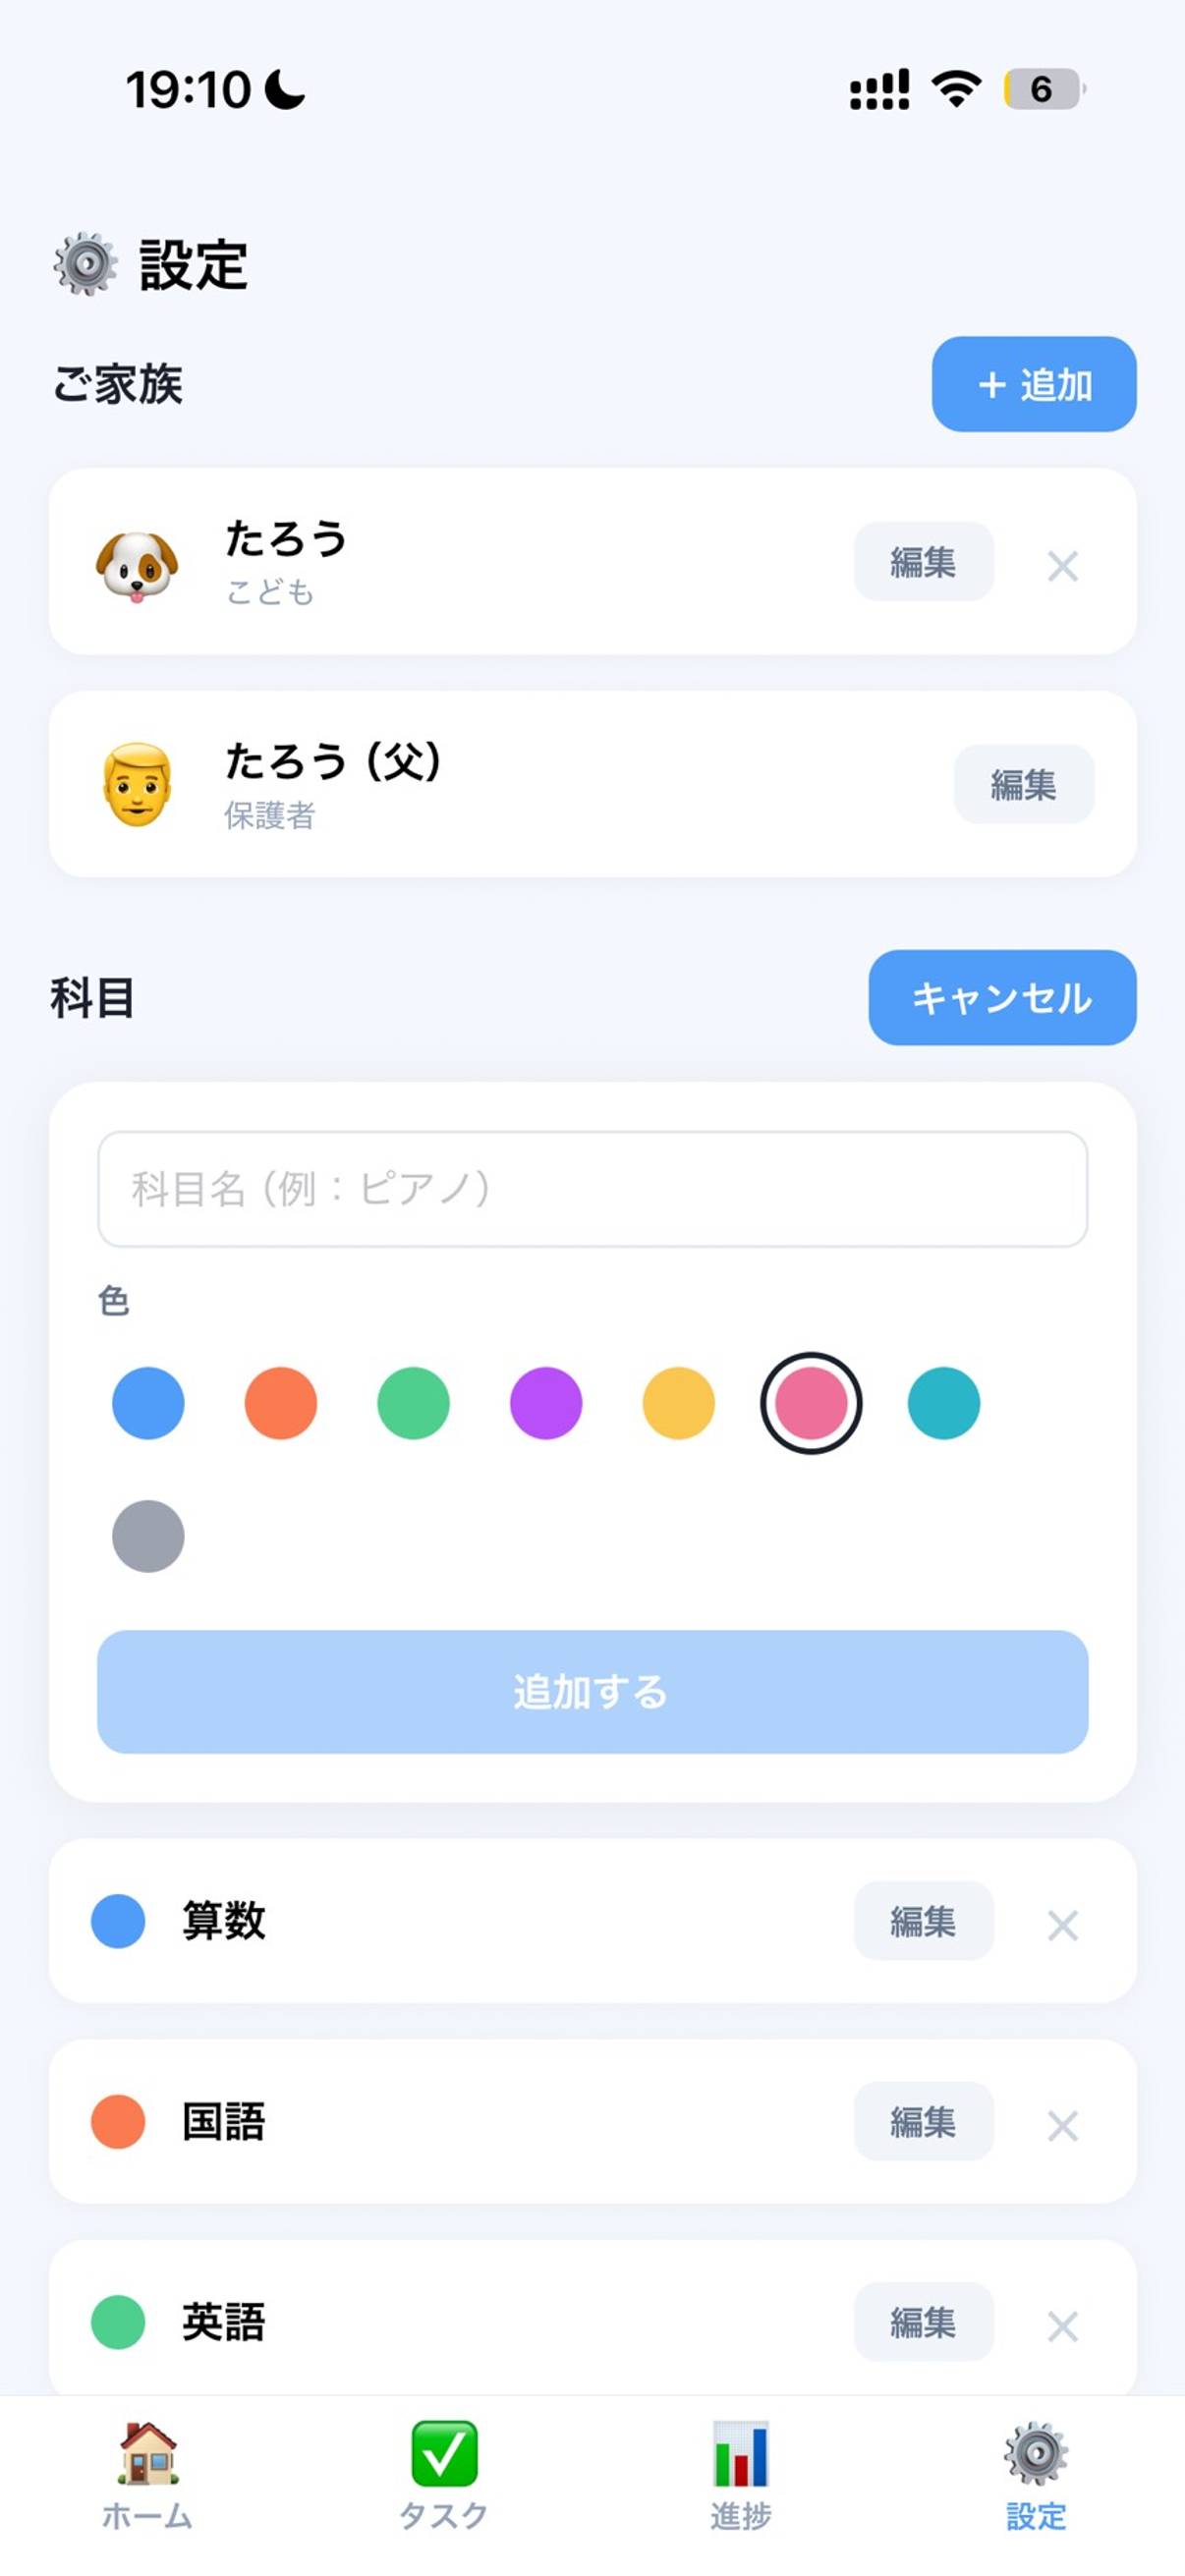 19:10
6
設定
ご家族
+ 追加
たろう
こども
編集
×
たろう（父）
保護者
編集
科目
キャンセル
科目名（例：ピアノ）
色
追加する
算数
編集
×
国語
編集
×
英語
編集
×
ホーム
タスク
進捗
設定